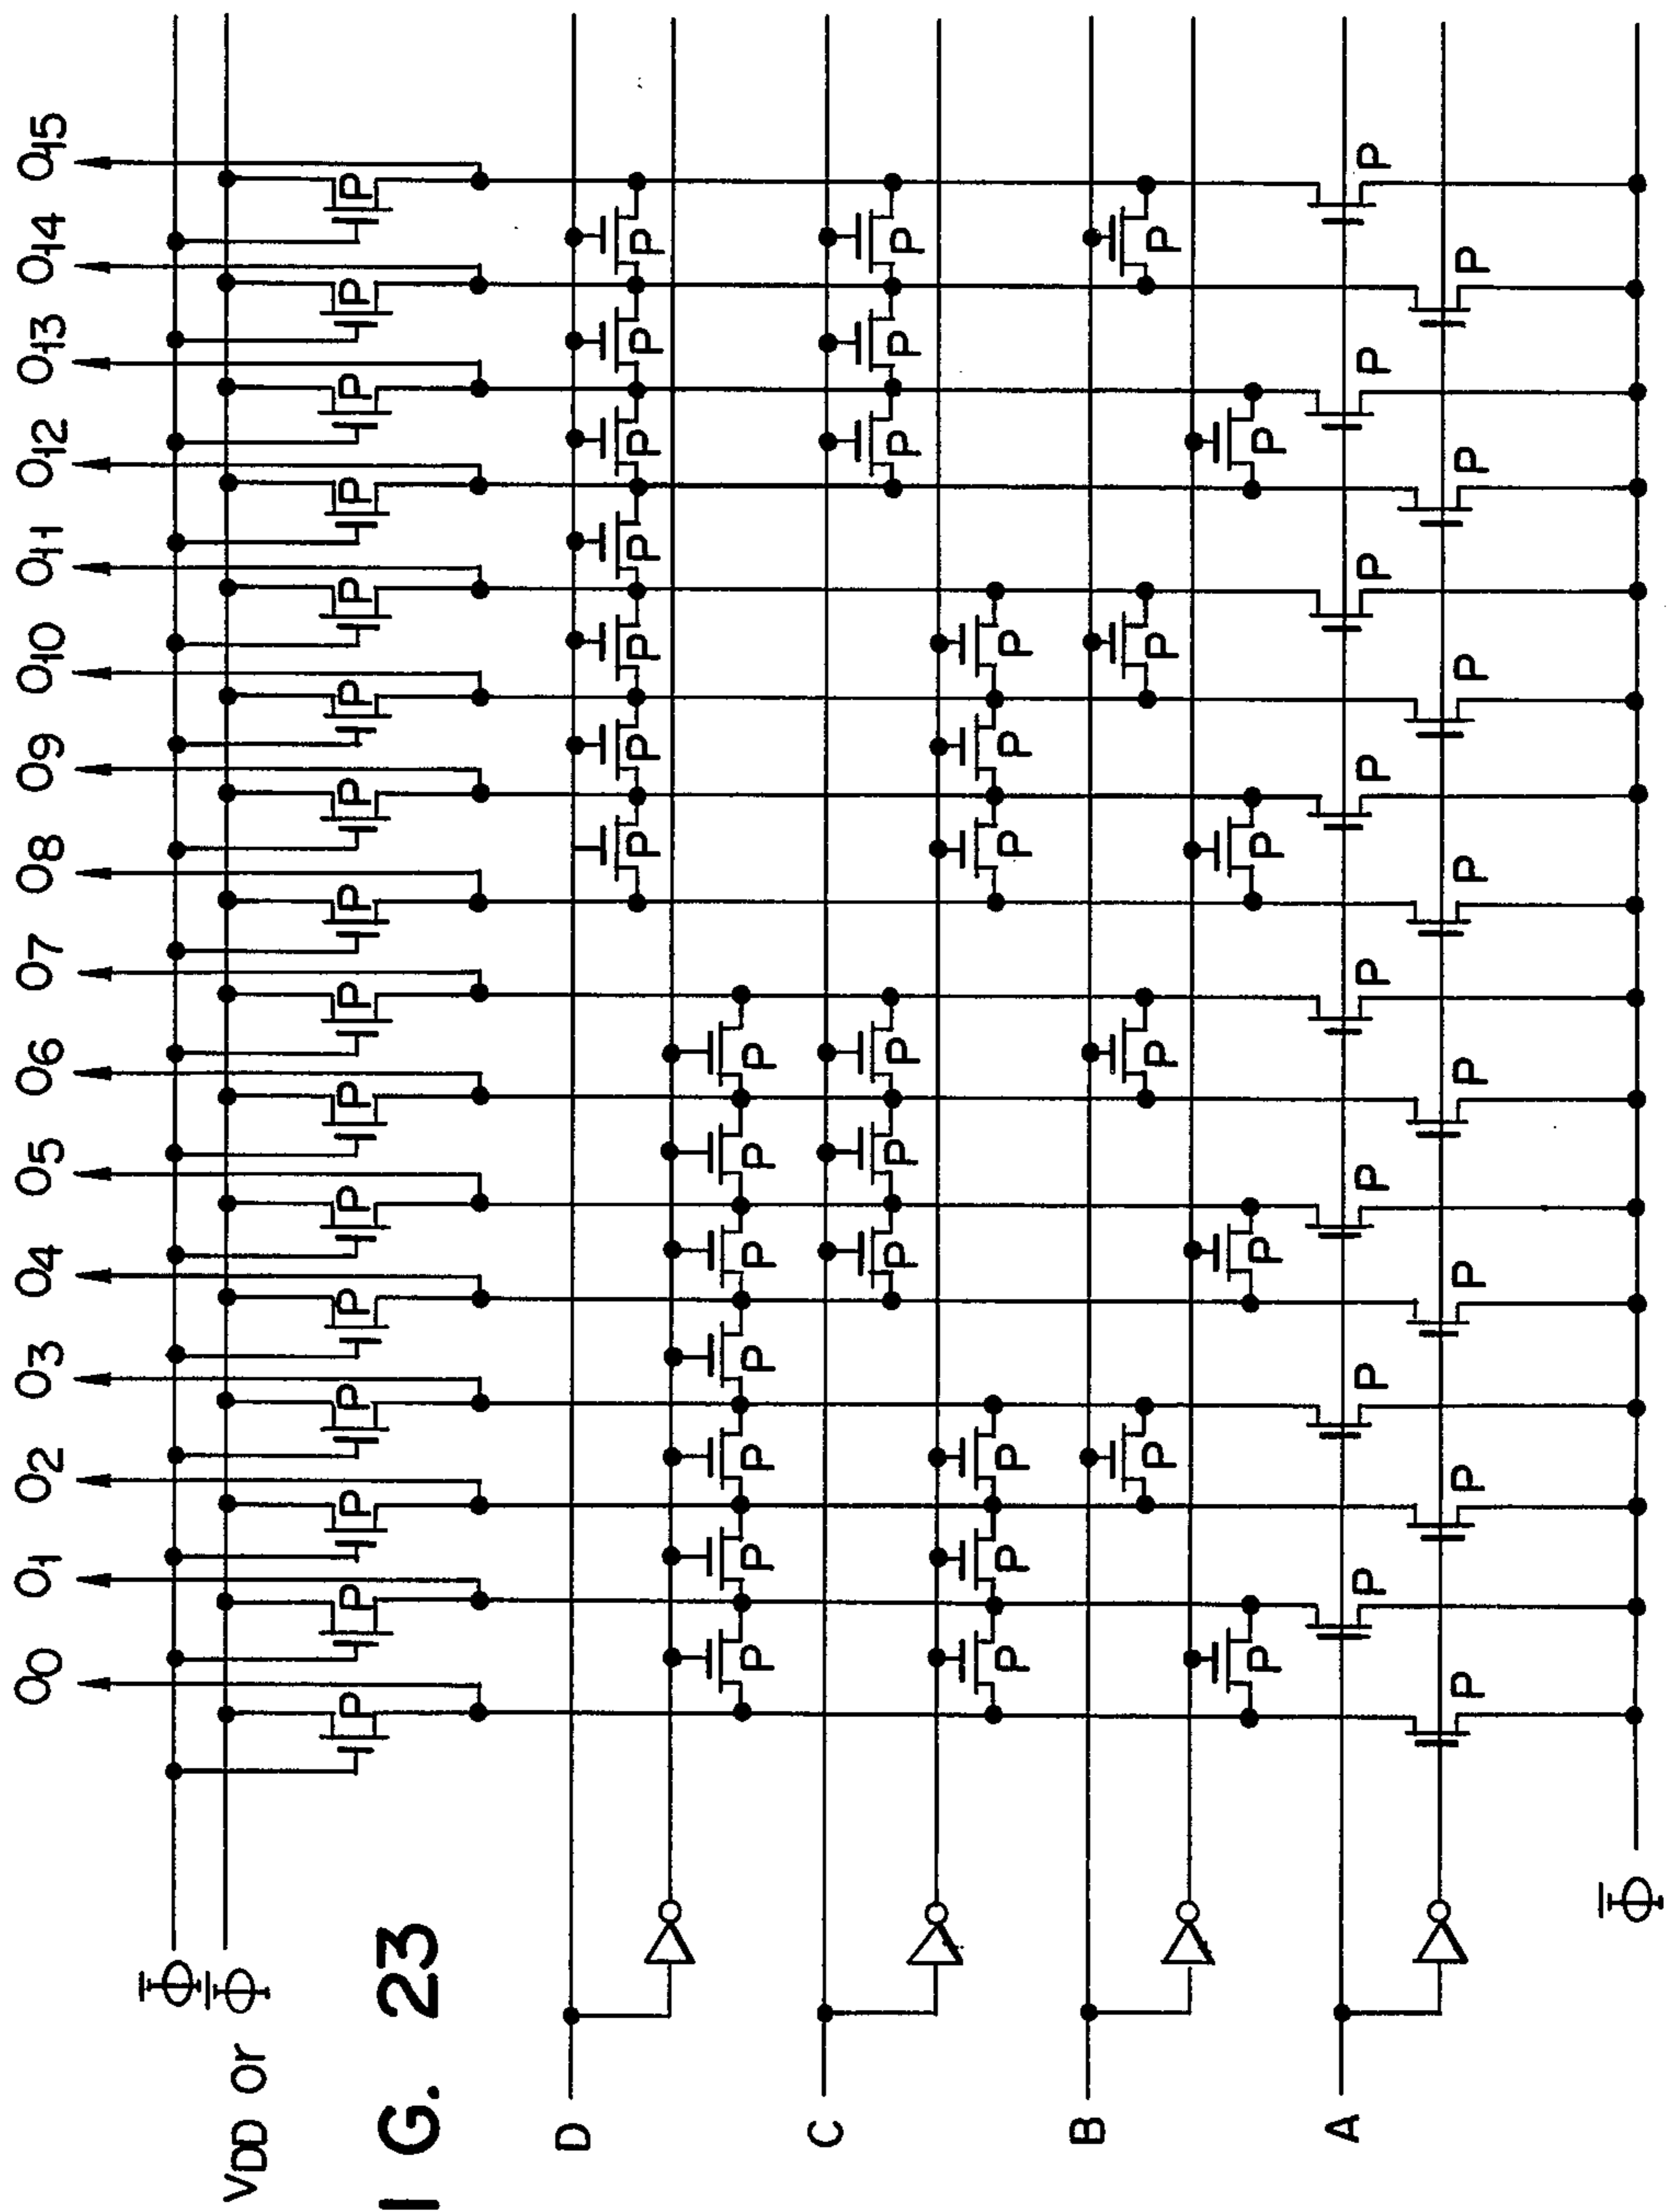 O0 O1 O2 O3 O4 O5 O6 O7 O8 O9 O10 O11 O12 O13 O14 O15
Φ
VDD or Φ̄
P P P P P P P P P P P P P P P P
I G. 23
D
P P P P P P P
P P P P P P P
C
P P P P P P
P P P P P P
B
P P P P
P P P P
A
P P P P P P P P
P P P P P P P P
Φ̄